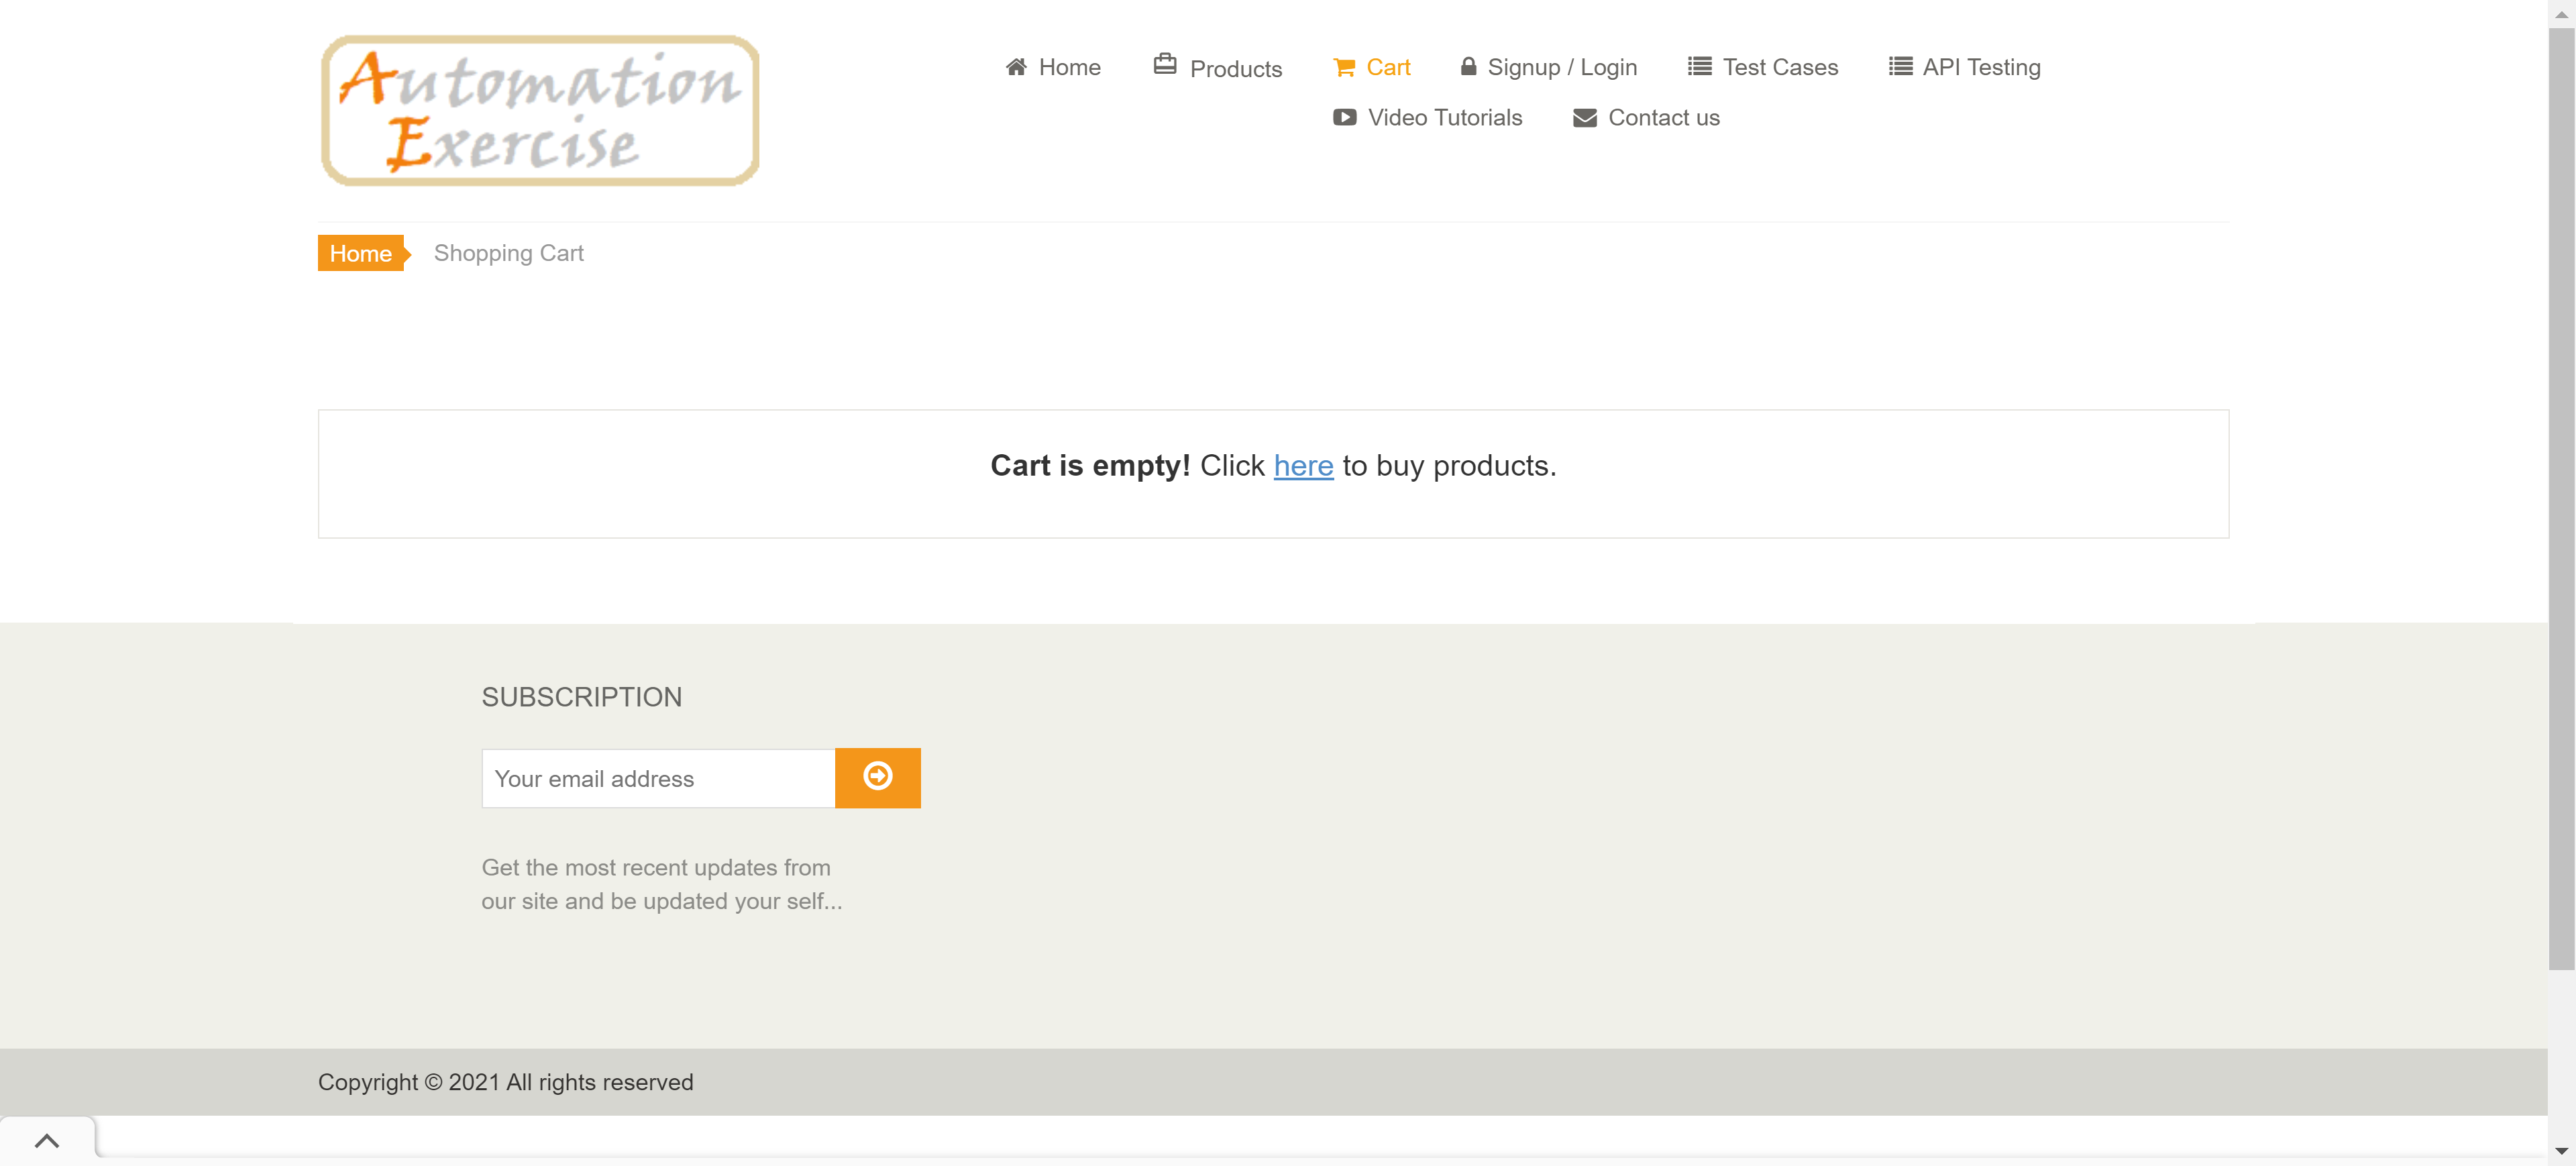 Automation
Exercise
Home Products Cart Signup / Login Test Cases API Testing
Video Tutorials Contact us
Home Shopping Cart
Cart is empty! Click here to buy products.
SUBSCRIPTION
Your email address
Get the most recent updates from
our site and be updated your self...
Copyright © 2021 All rights reserved